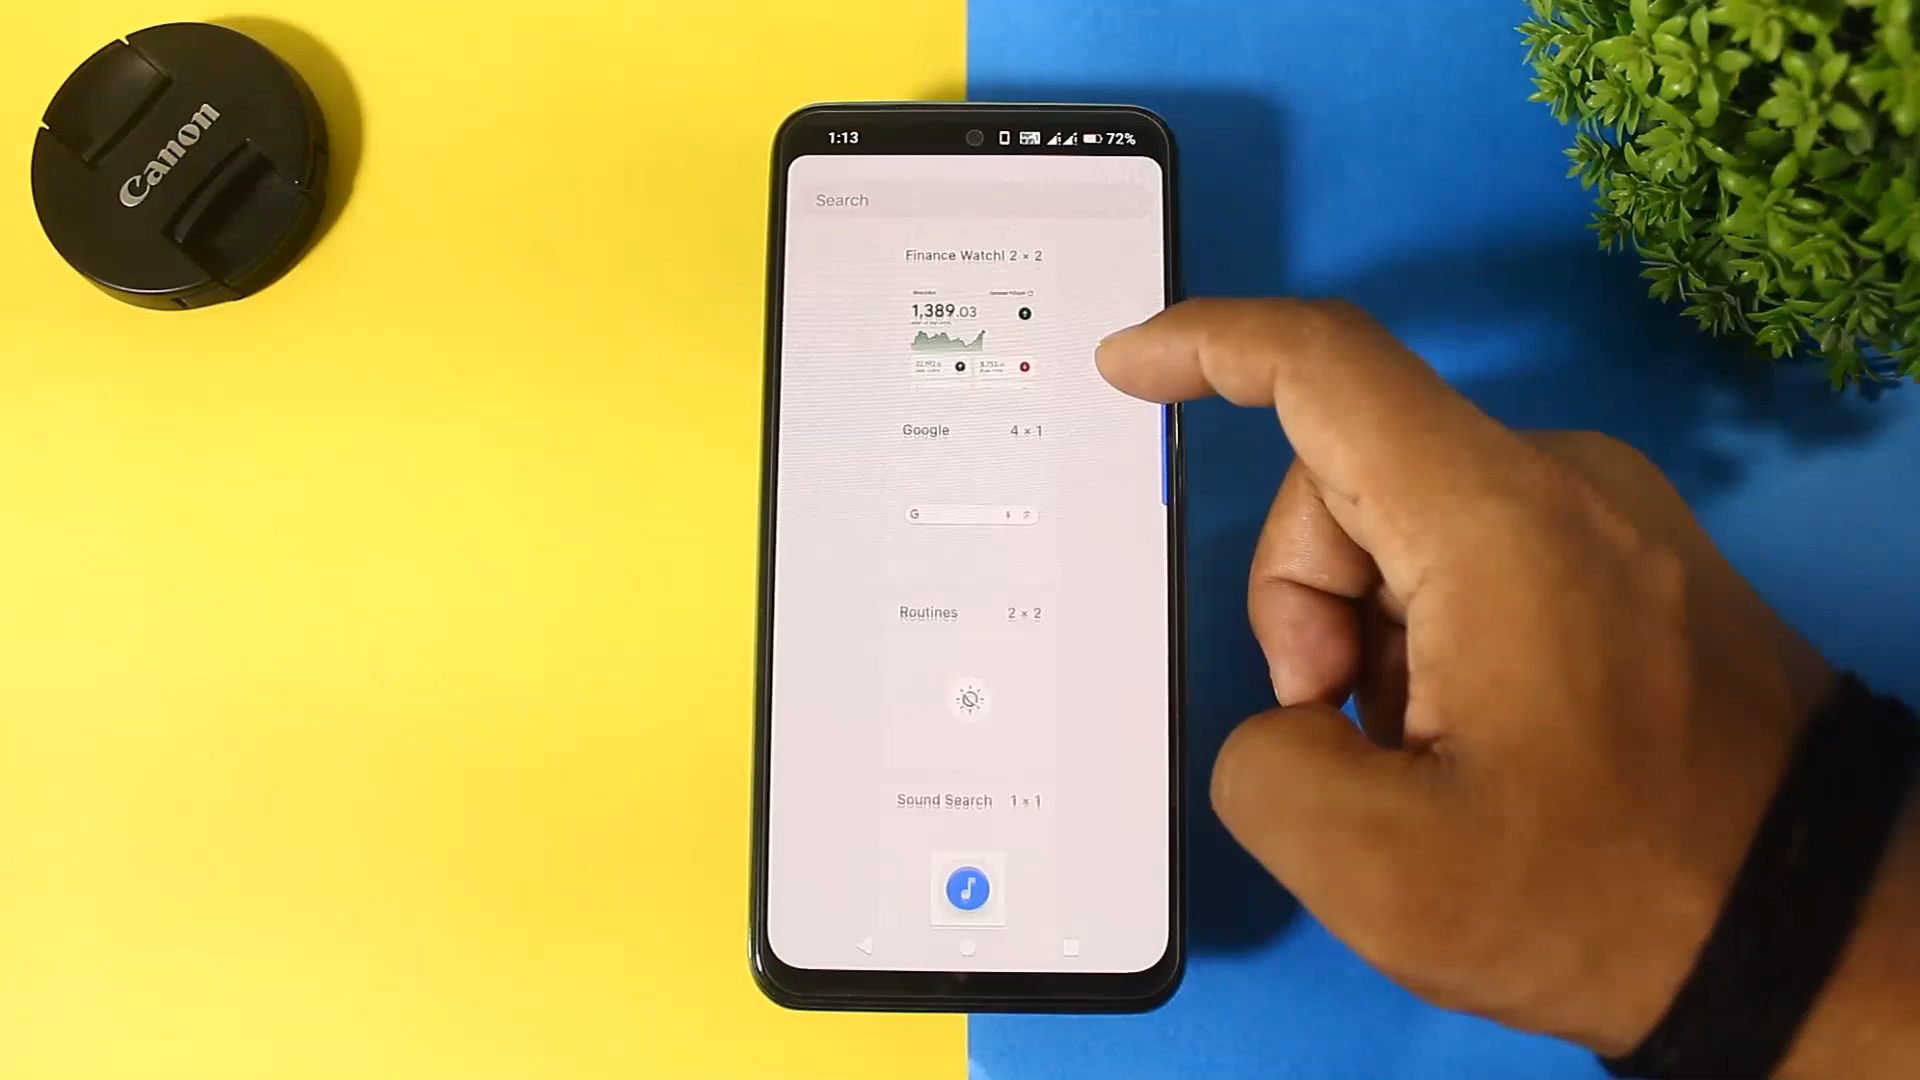 Canon
1:13
72%
Search
Finance Watchl 2 × 2
1,389.03
Google 4 × 1
G
Routines 2 × 2
Sound Search 1 × 1